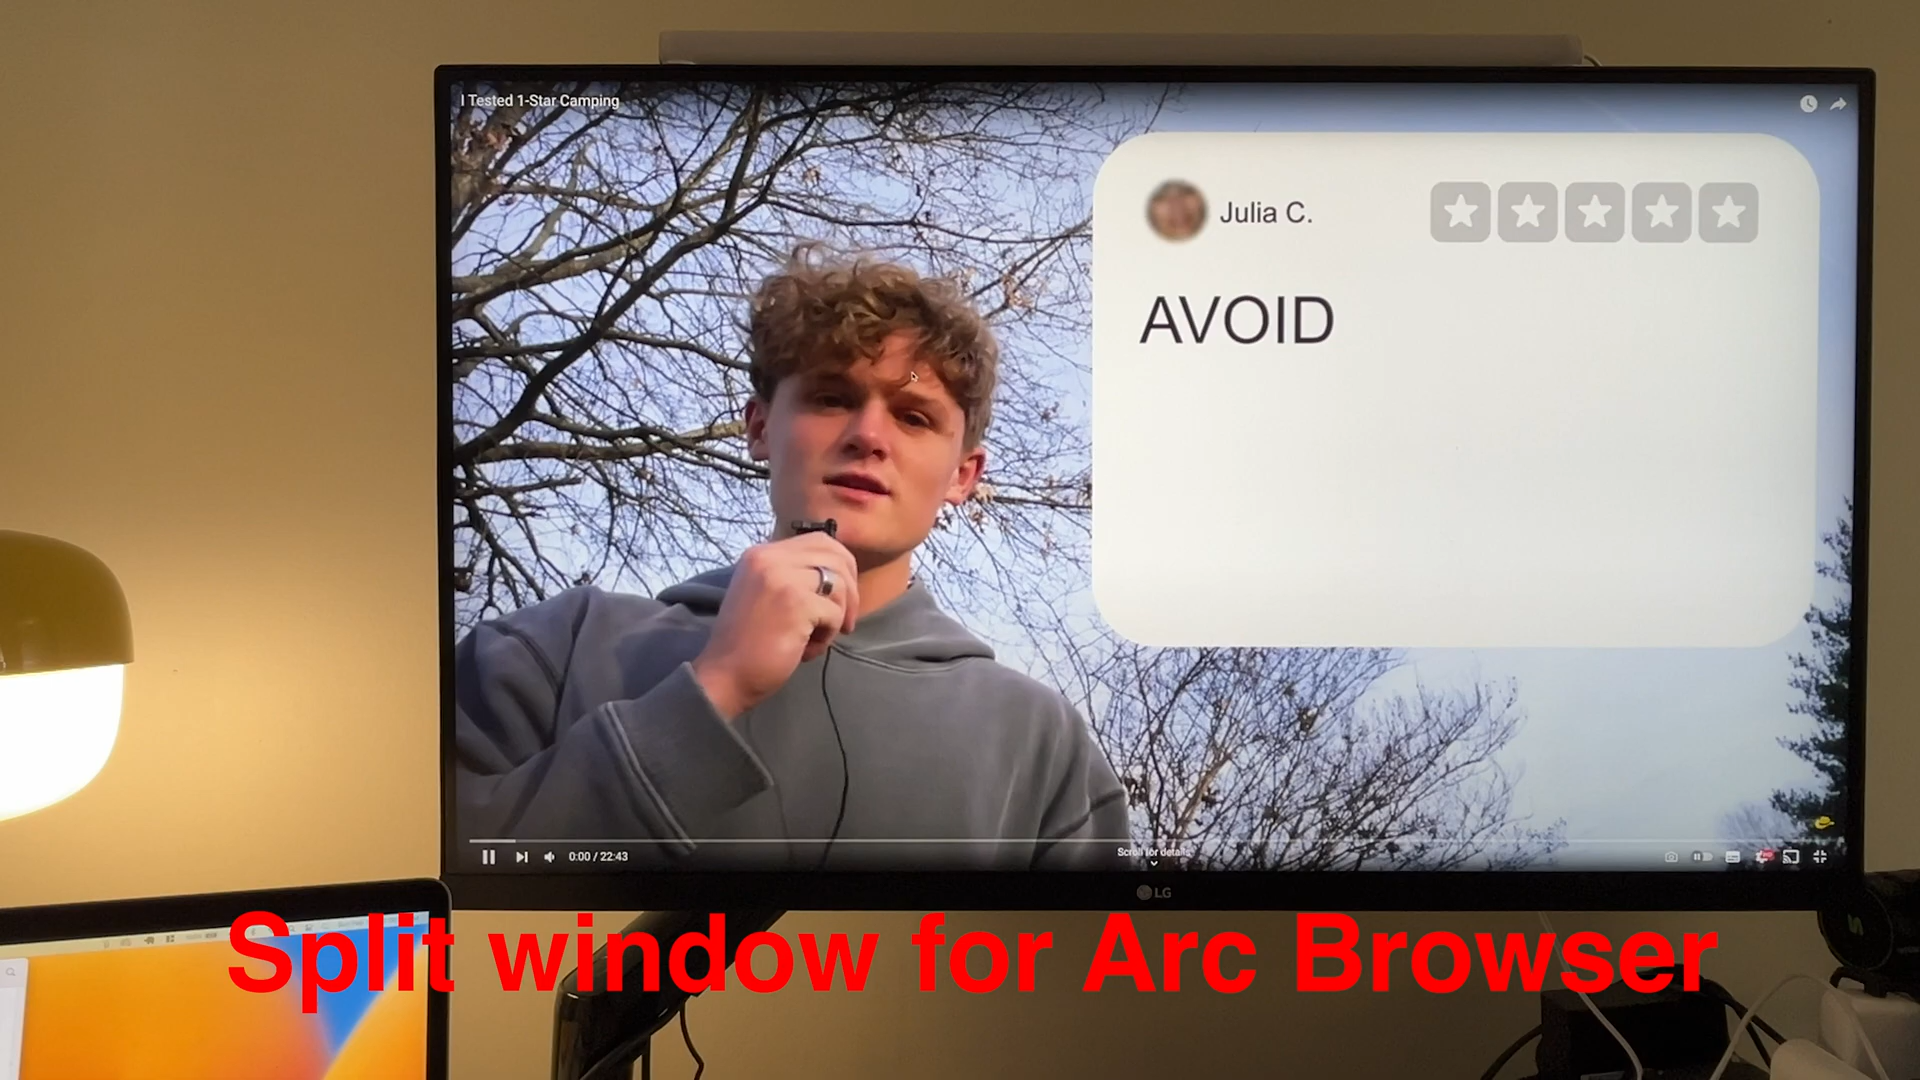 I Tested 1-Star Camping
Julia C.
AVOID
0:00 / 22:43
Scroll for details
LG
Split window for Arc Browser